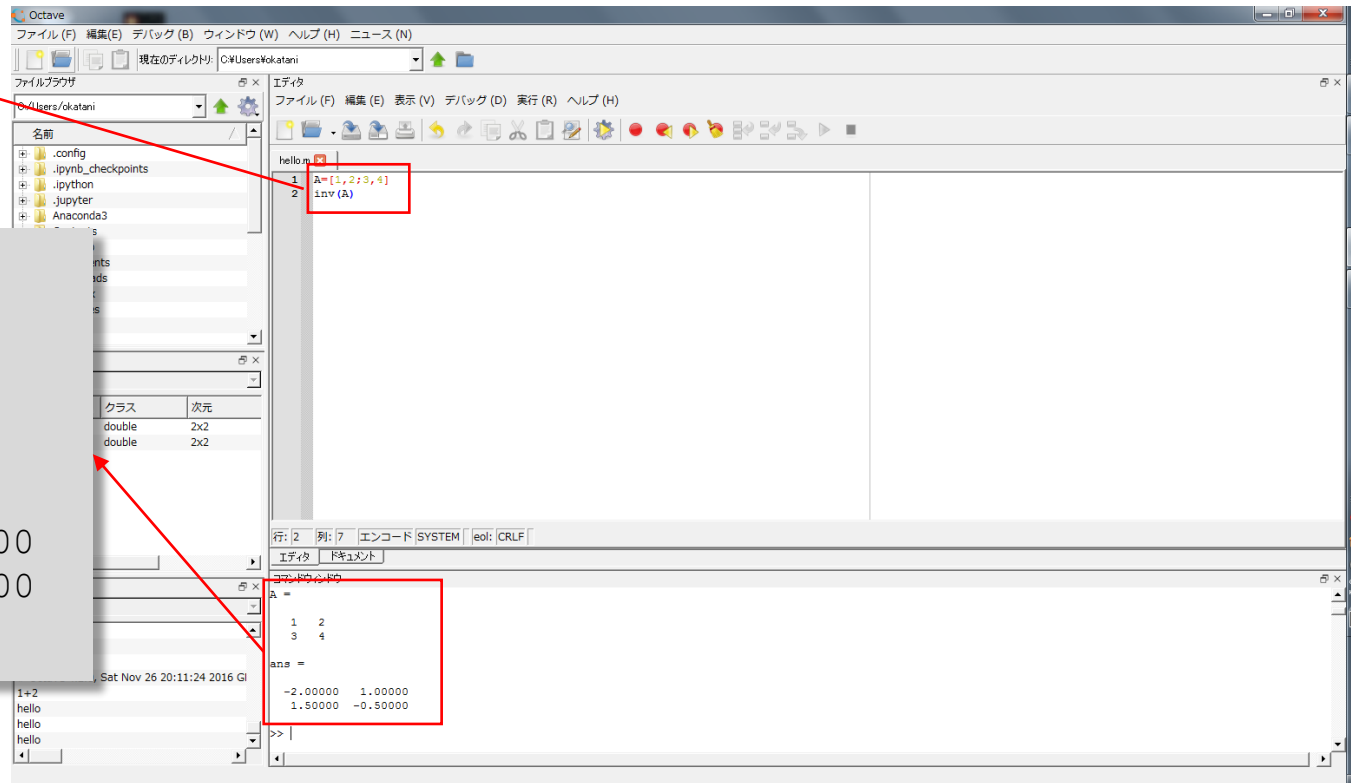 Octave
ファイル (F) 編集(E) デバッグ (B) ウィンドウ (W) ヘルプ (H) ニュース (N)
現在のディレクトリ: C:¥Users¥okatani
ファイルブラウザ
C:/Users/okatani
名前
.config
.ipynb_checkpoints
.ipython
.jupyter
Anaconda3
クラス 次元
double 2x2
double 2x2
00
00
, Sat Nov 26 20:11:24 2016
1+2
hello
hello
hello
エディタ
ファイル (F) 編集 (E) 表示 (V) デバッグ (D) 実行 (R) ヘルプ (H)
hello.m
1 A=[1,2;3,4]
2 inv(A)
行: 2 列: 7 エンコード SYSTEM eol: CRLF
エディタ ドキュメント
コマンドウィンドウ
A =
1 2
3 4
ans =
-2.00000 1.00000
1.50000 -0.50000
>>